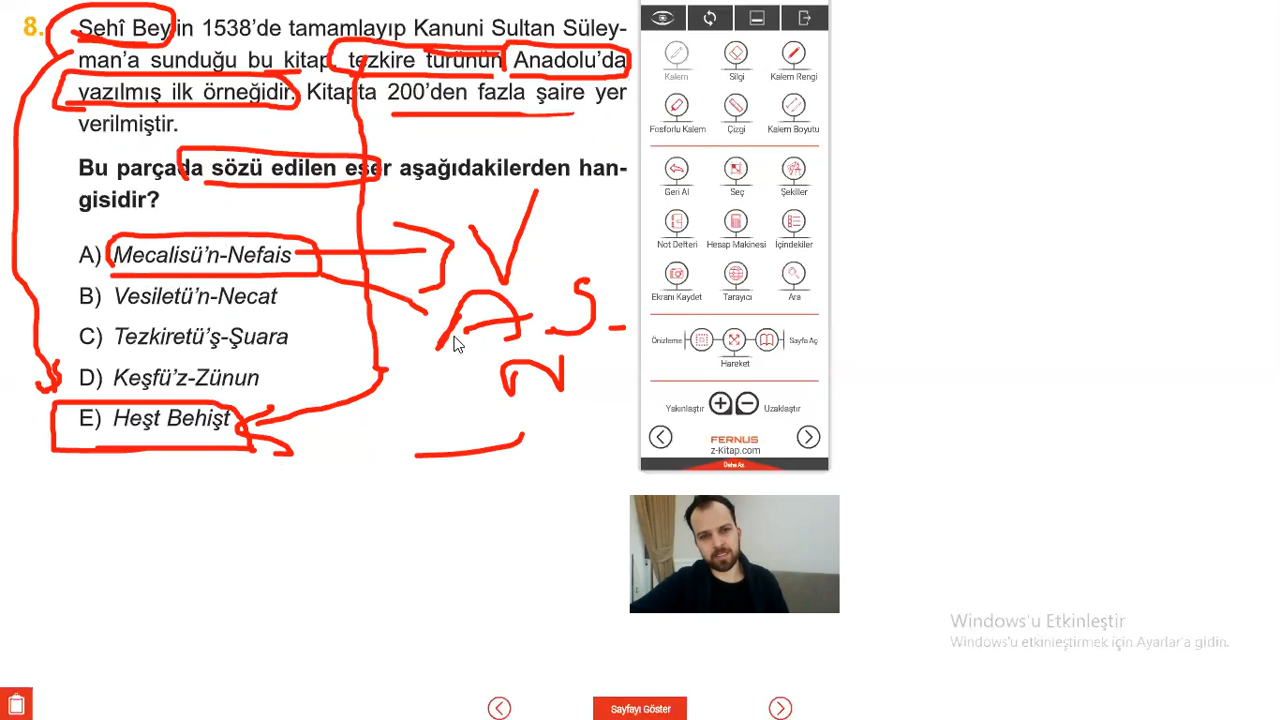 8. Sehî Bey'in 1538'de tamamlayıp Kanuni Sultan Süley-
man'a sunduğu bu kitap, tezkire türünün Anadolu'da
yazılmış ilk örneğidir. Kitapta 200'den fazla şaire yer
verilmiştir.
Bu parçada sözü edilen eser aşağıdakilerden han-
gisidir?
A) Mecalisü'n-Nefais
B) Vesiletü'n-Necat
C) Tezkiretü'ş-Şuara
D) Keşfü'z-Zünun
E) Heşt Behişt
V
A S
N
Kalem Silgi Kalem Rengi
Fosforlu Kalem Çizgi Kalem Boyutu
Geri Al Seç Şekiller
Not Defteri Hesap Makinesi İçindekiler
Ekranı Kaydet Tarayıcı Ara
Önizleme Sayfa Aç
Hareket
Yakınlaştır Uzaklaştır
FERNUS
z-Kitap.com
Daha Az
Windows'u Etkinleştir
Windows'u etkinleştirmek için Ayarlar'a gidin.
Sayfayı Göster